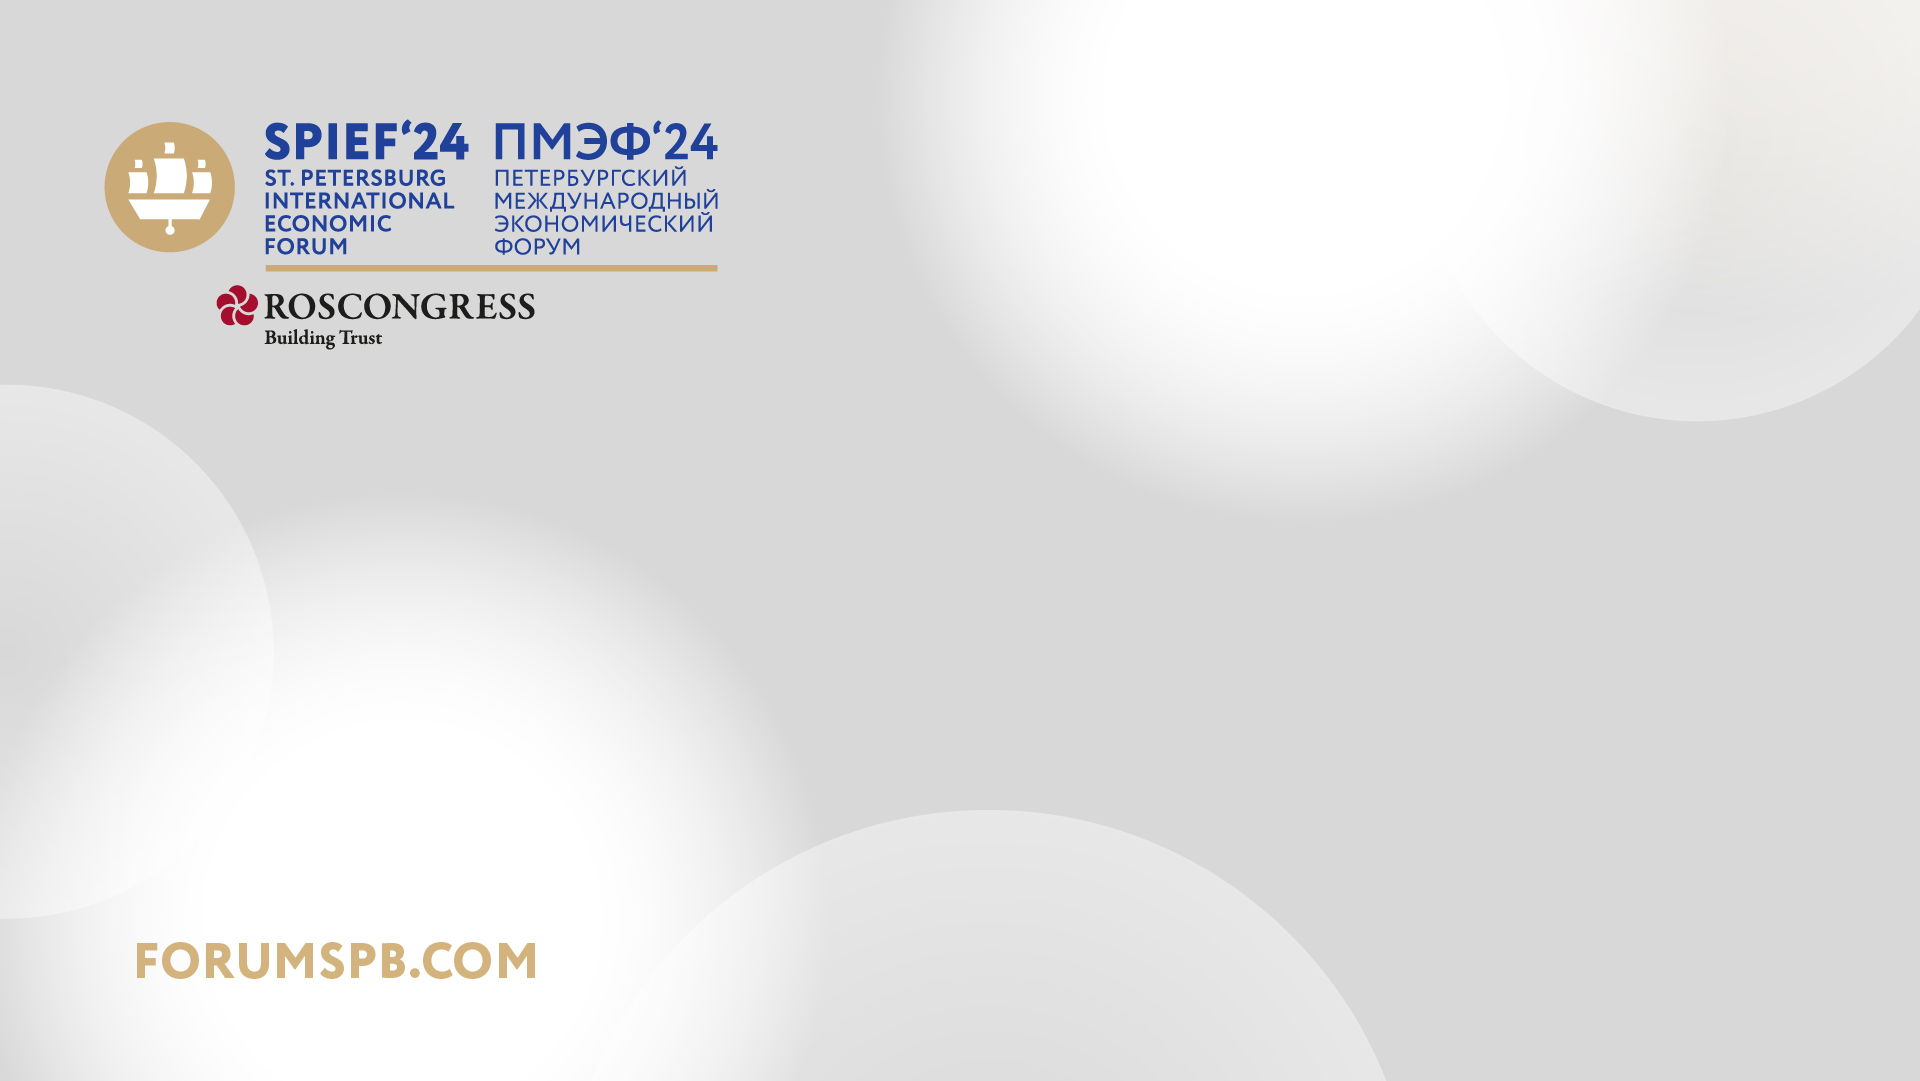 SPIEF‘24
ST. PETERSBURG
INTERNATIONAL
ECONOMIC
FORUM
ПМЭФ‘24
ПЕТЕРБУРГСКИЙ
МЕЖДУНАРОДНЫЙ
ЭКОНОМИЧЕСКИЙ
ФОРУМ
ROSCONGRESS
Building Trust
FORUMSPB.COM